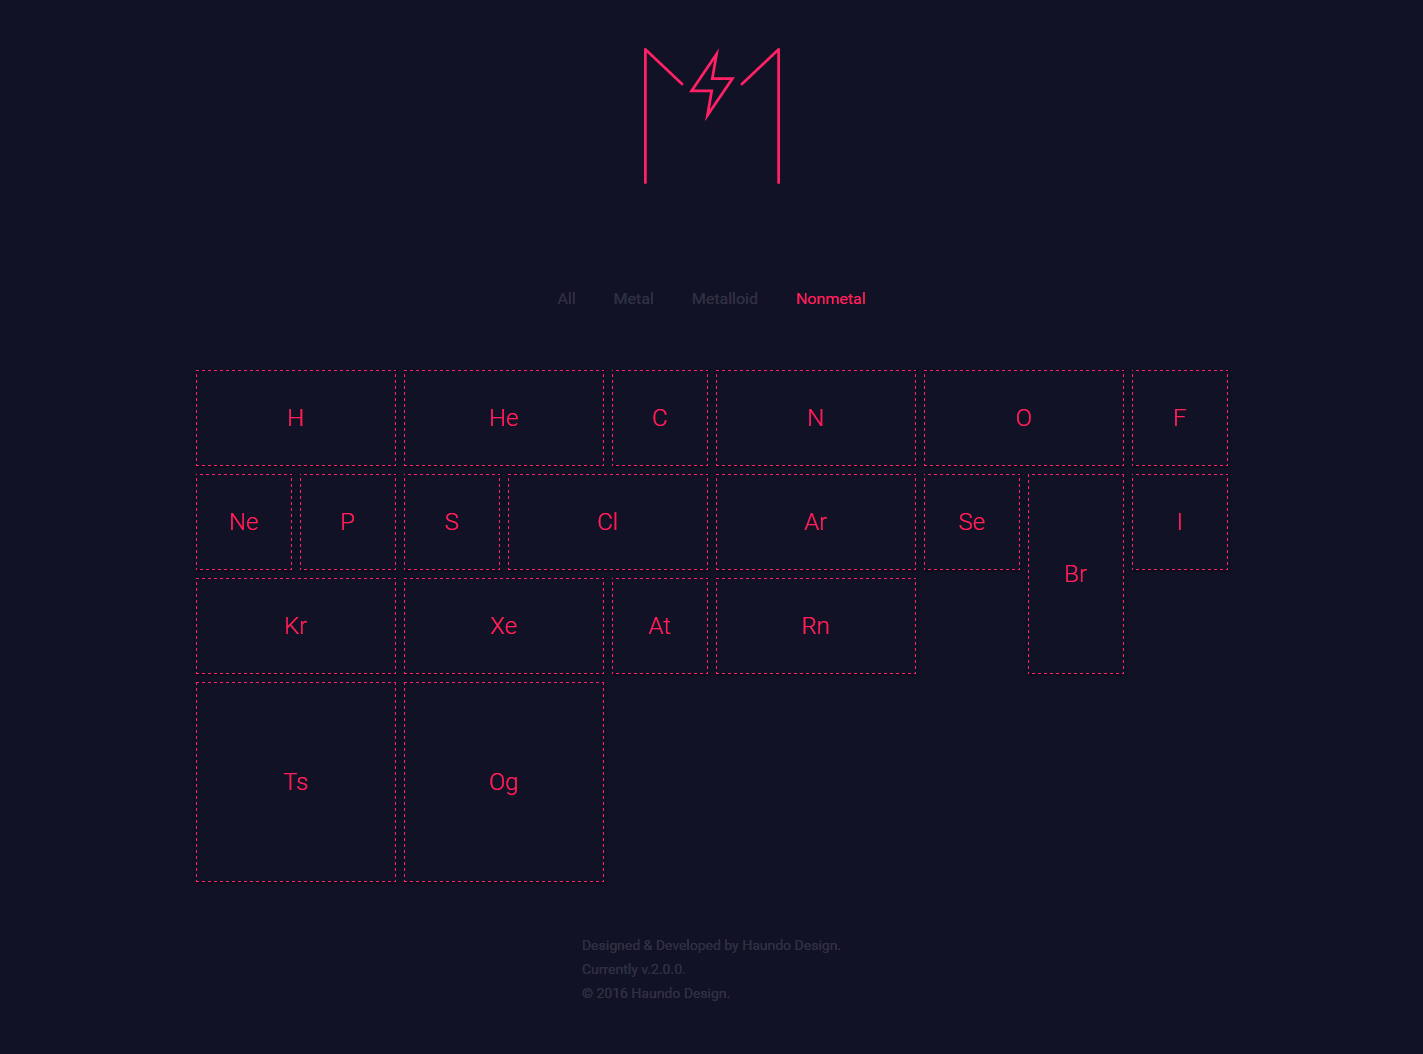 All Metal Metalloid Nonmetal
H He C N O F
Ne P S Cl Ar Se Br I
Kr Xe At Rn
Ts Og
Designed & Developed by Haundo Design.
Currently v.2.0.0.
© 2016 Haundo Design.